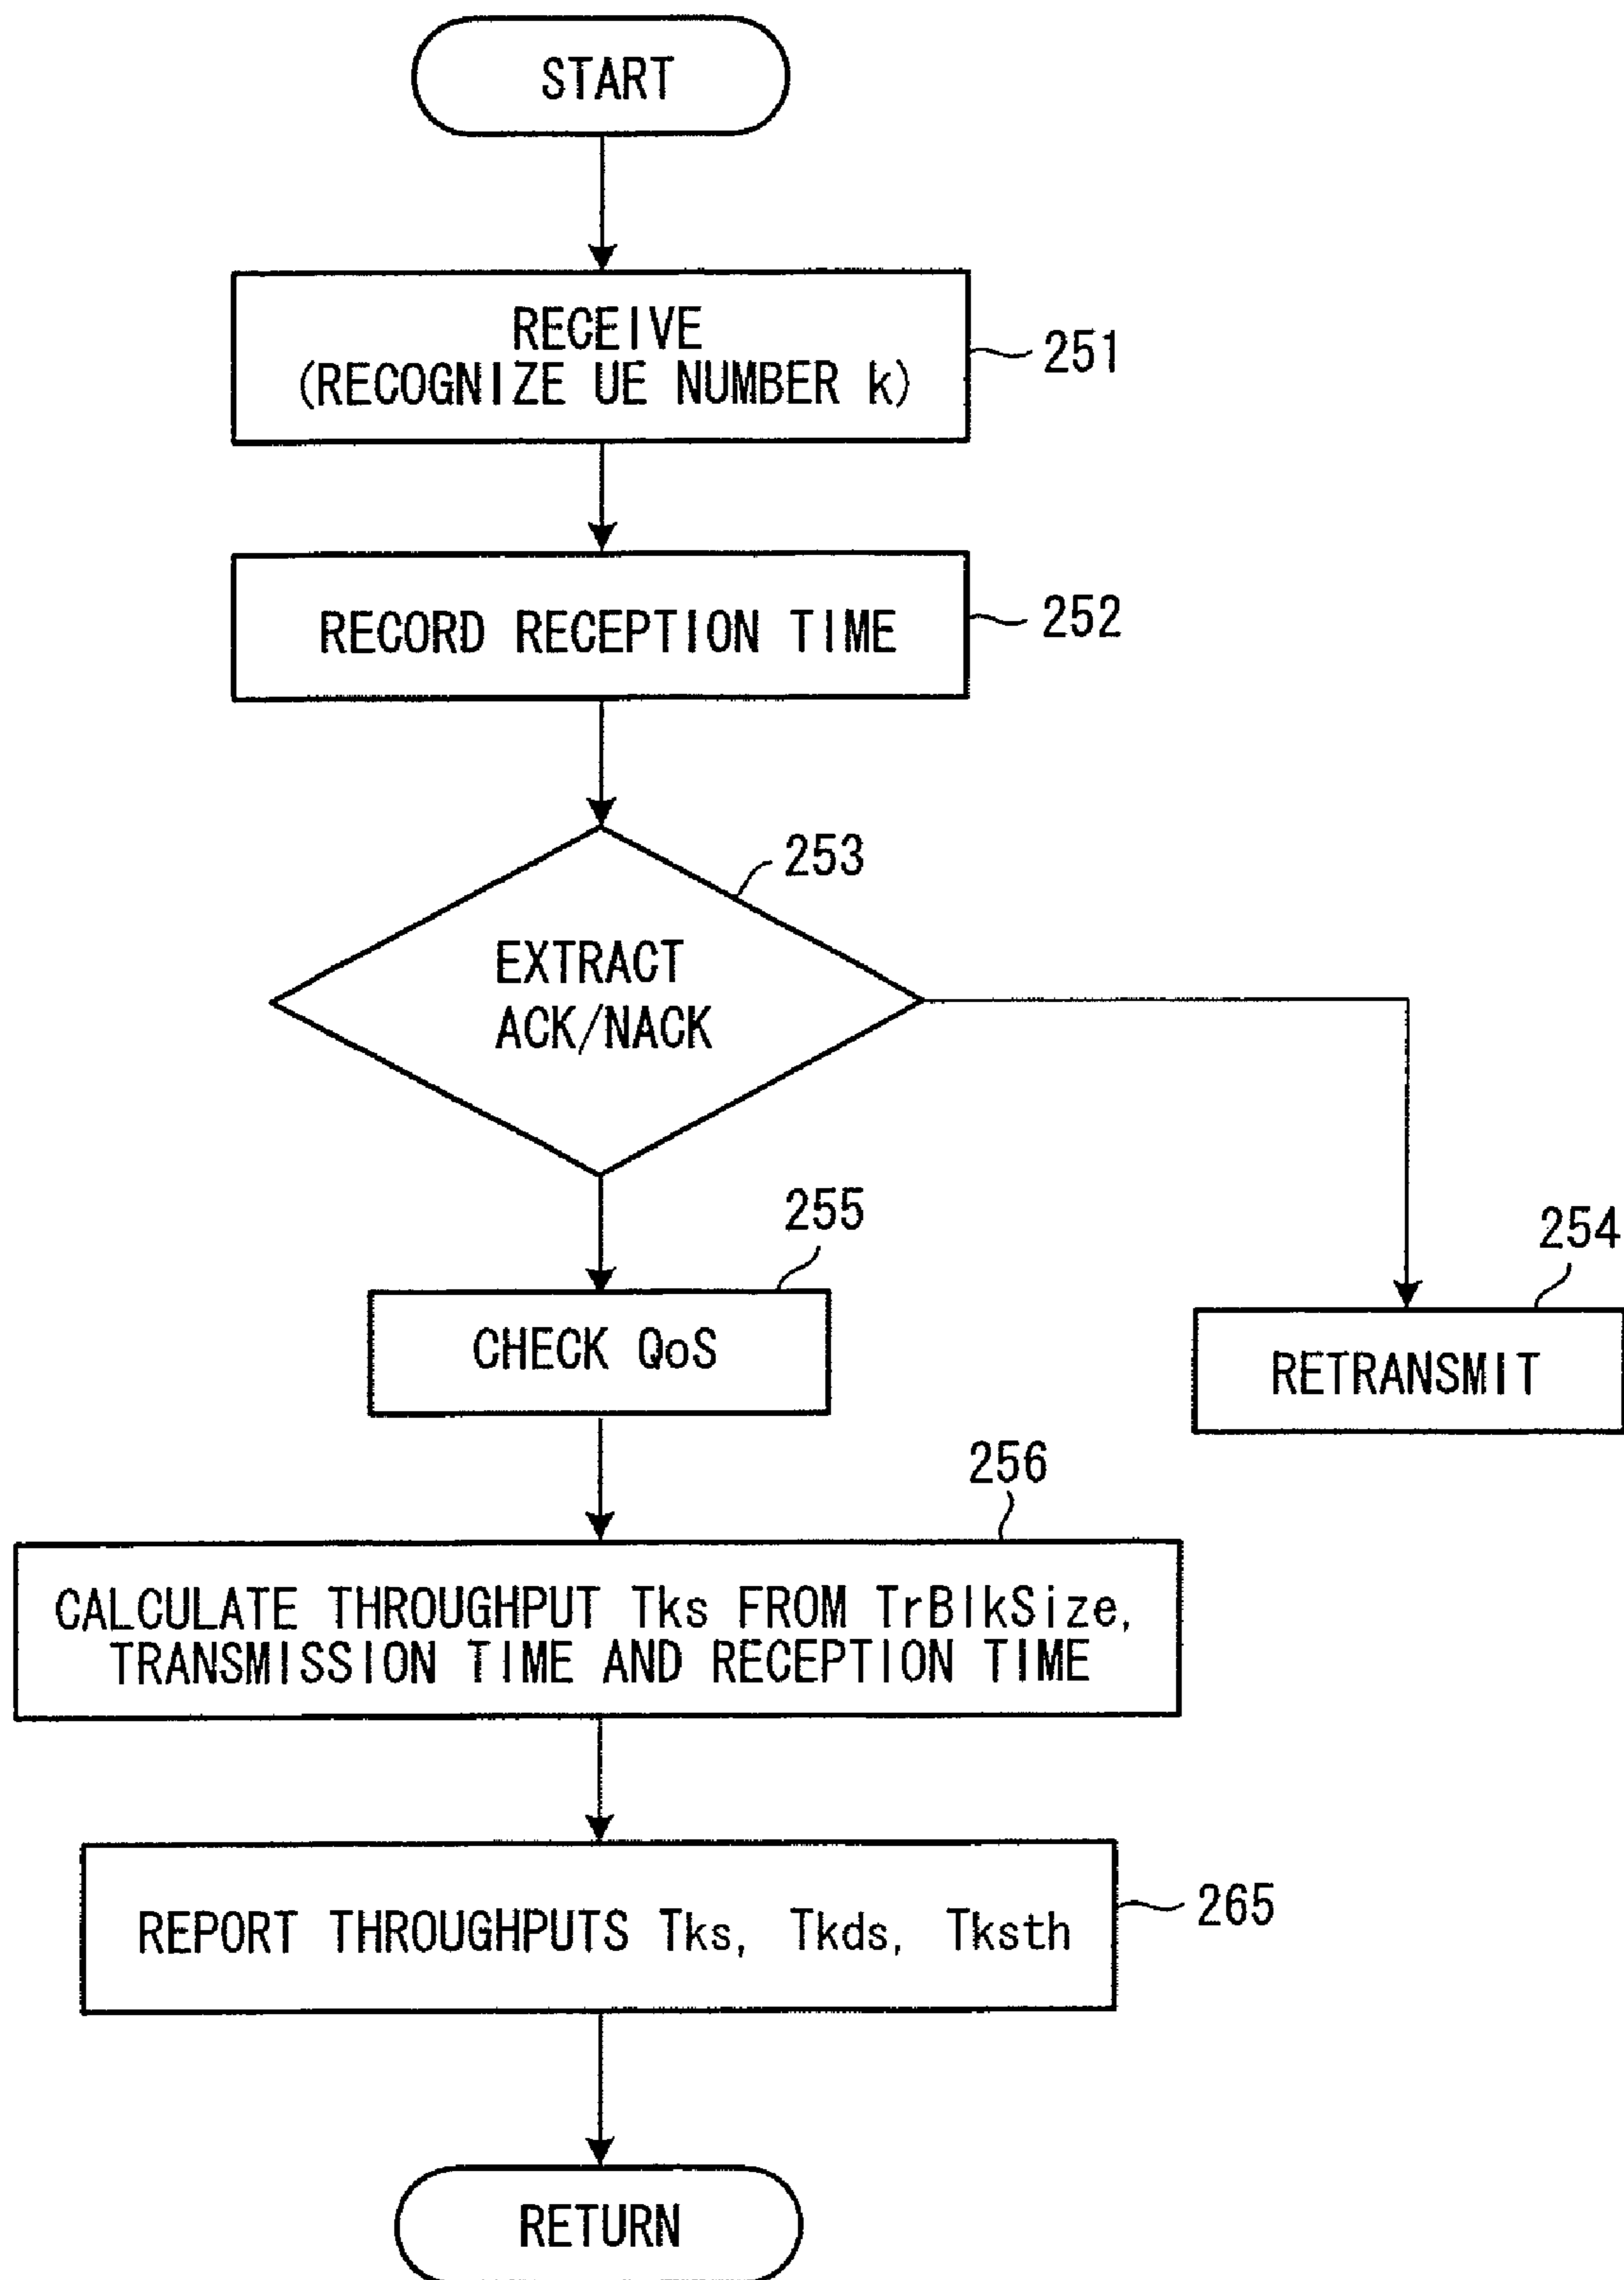 START
RECEIVE
(RECOGNIZE UE NUMBER k)
251
RECORD RECEPTION TIME
252
253
EXTRACT
ACK/NACK
255
CHECK QoS
254
RETRANSMIT
256
CALCULATE THROUGHPUT Tks FROM TrBlkSize,
TRANSMISSION TIME AND RECEPTION TIME
REPORT THROUGHPUTS Tks, Tkds, Tksth
265
RETURN